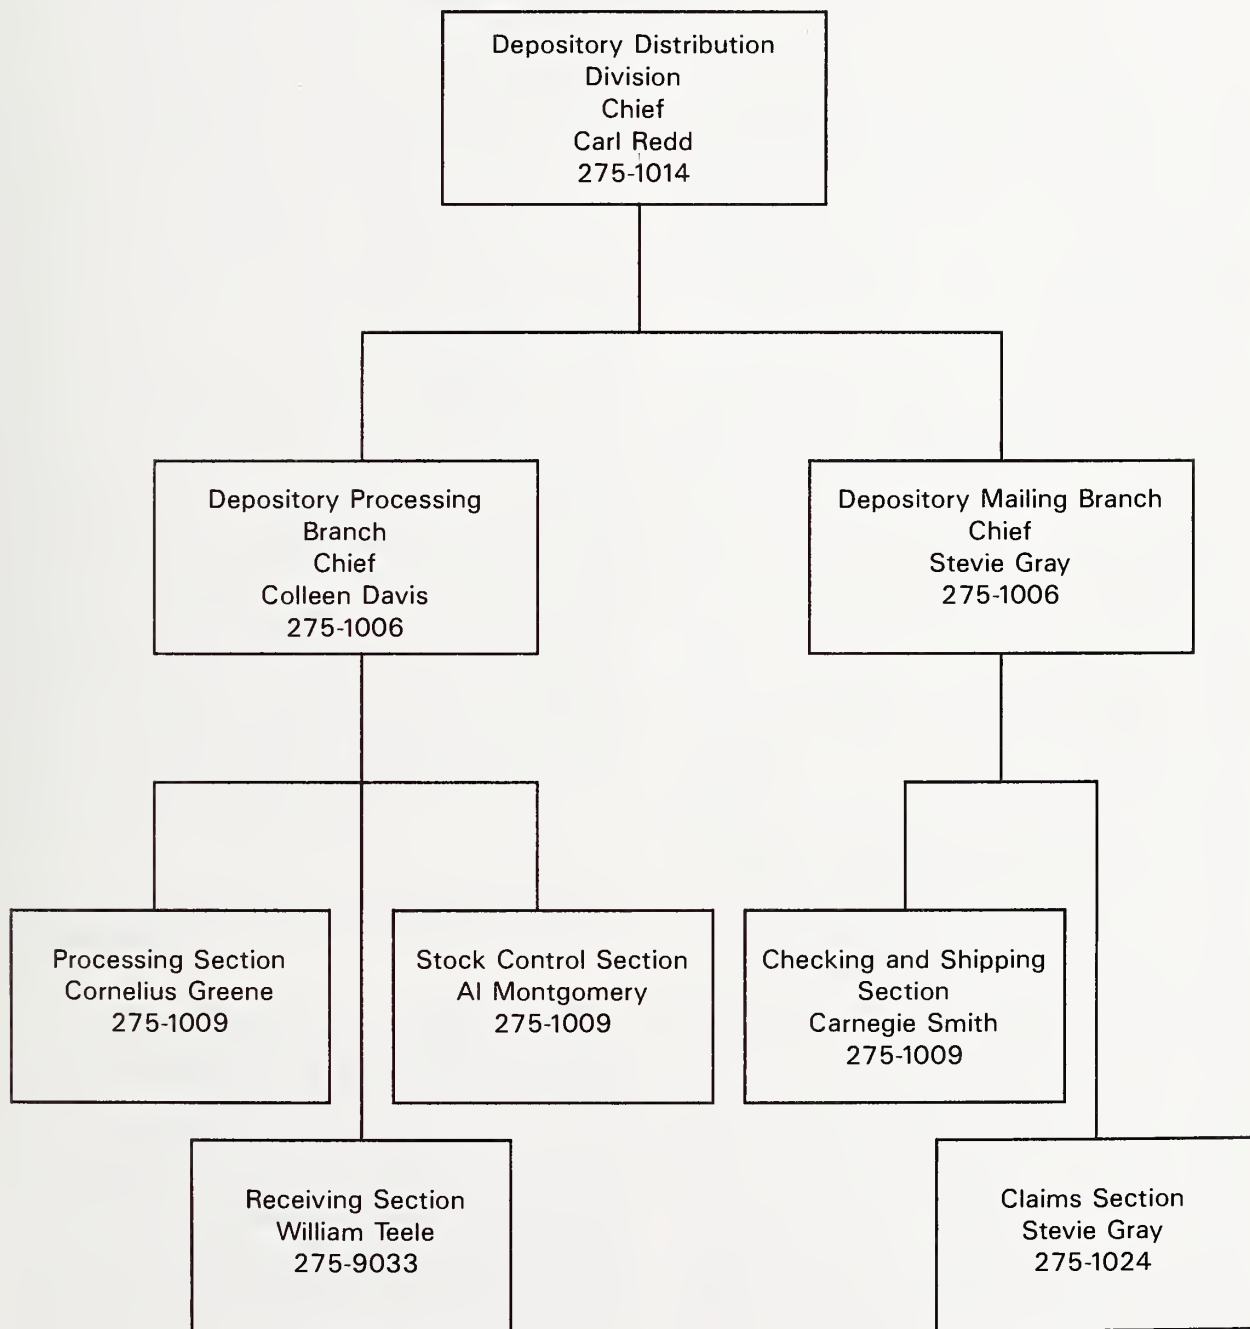 Depository Distribution
Division
Chief
Carl Redd
275-1014
Depository Processing
Branch
Chief
Colleen Davis
275-1006
Depository Mailing Branch
Chief
Stevie Gray
275-1006
Processing Section
Cornelius Greene
275-1009
Stock Control Section
Al Montgomery
275-1009
Checking and Shipping
Section
Carnegie Smith
275-1009
Receiving Section
William Teele
275-9033
Claims Section
Stevie Gray
275-1024